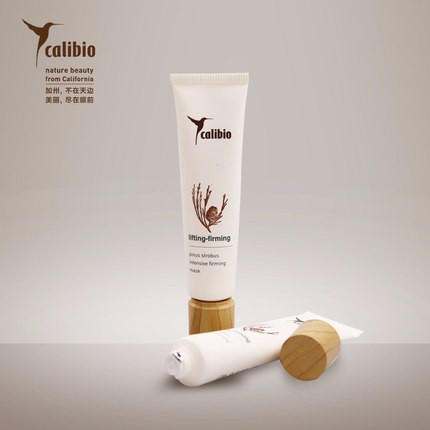 calibio
nature beauty
from California
加州，不在天边
美丽，尽在眼前
calibio
lifting-firming
pinus strobus
intensive firming
mask